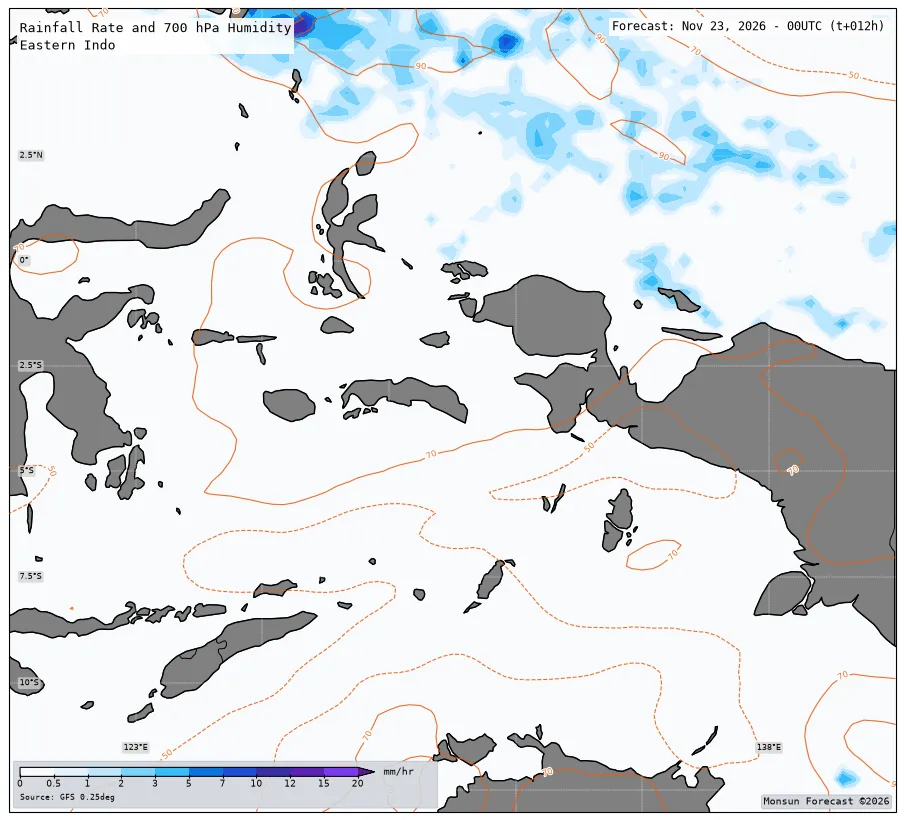 Rainfall Rate and 700 hPa Humidity
Eastern Indo
Forecast: Nov 23, 2026 - 00UTC (t+012h)
70
90
90
70
50
90
2.5°N
70
0°
2.5°S
70
50
50
70
5°S
70
7.5°S
10°S
70
70
50
70
123°E
138°E
0 0.5 1 2 3 5 7 10 12 15 20 mm/hr
Source: GFS 0.25deg
Monsun Forecast ©2026